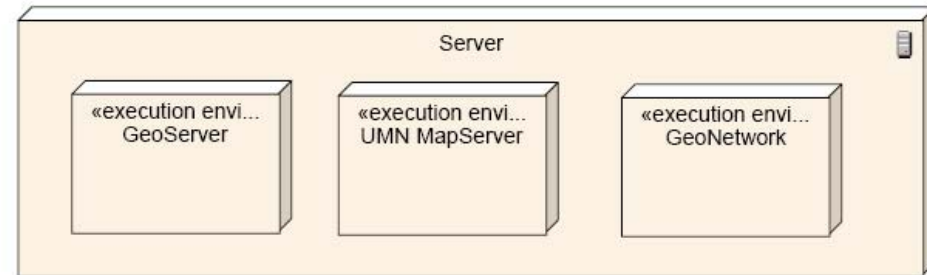 Server
«execution envi...
GeoServer
«execution envi...
UMN MapServer
«execution envi...
GeoNetwork